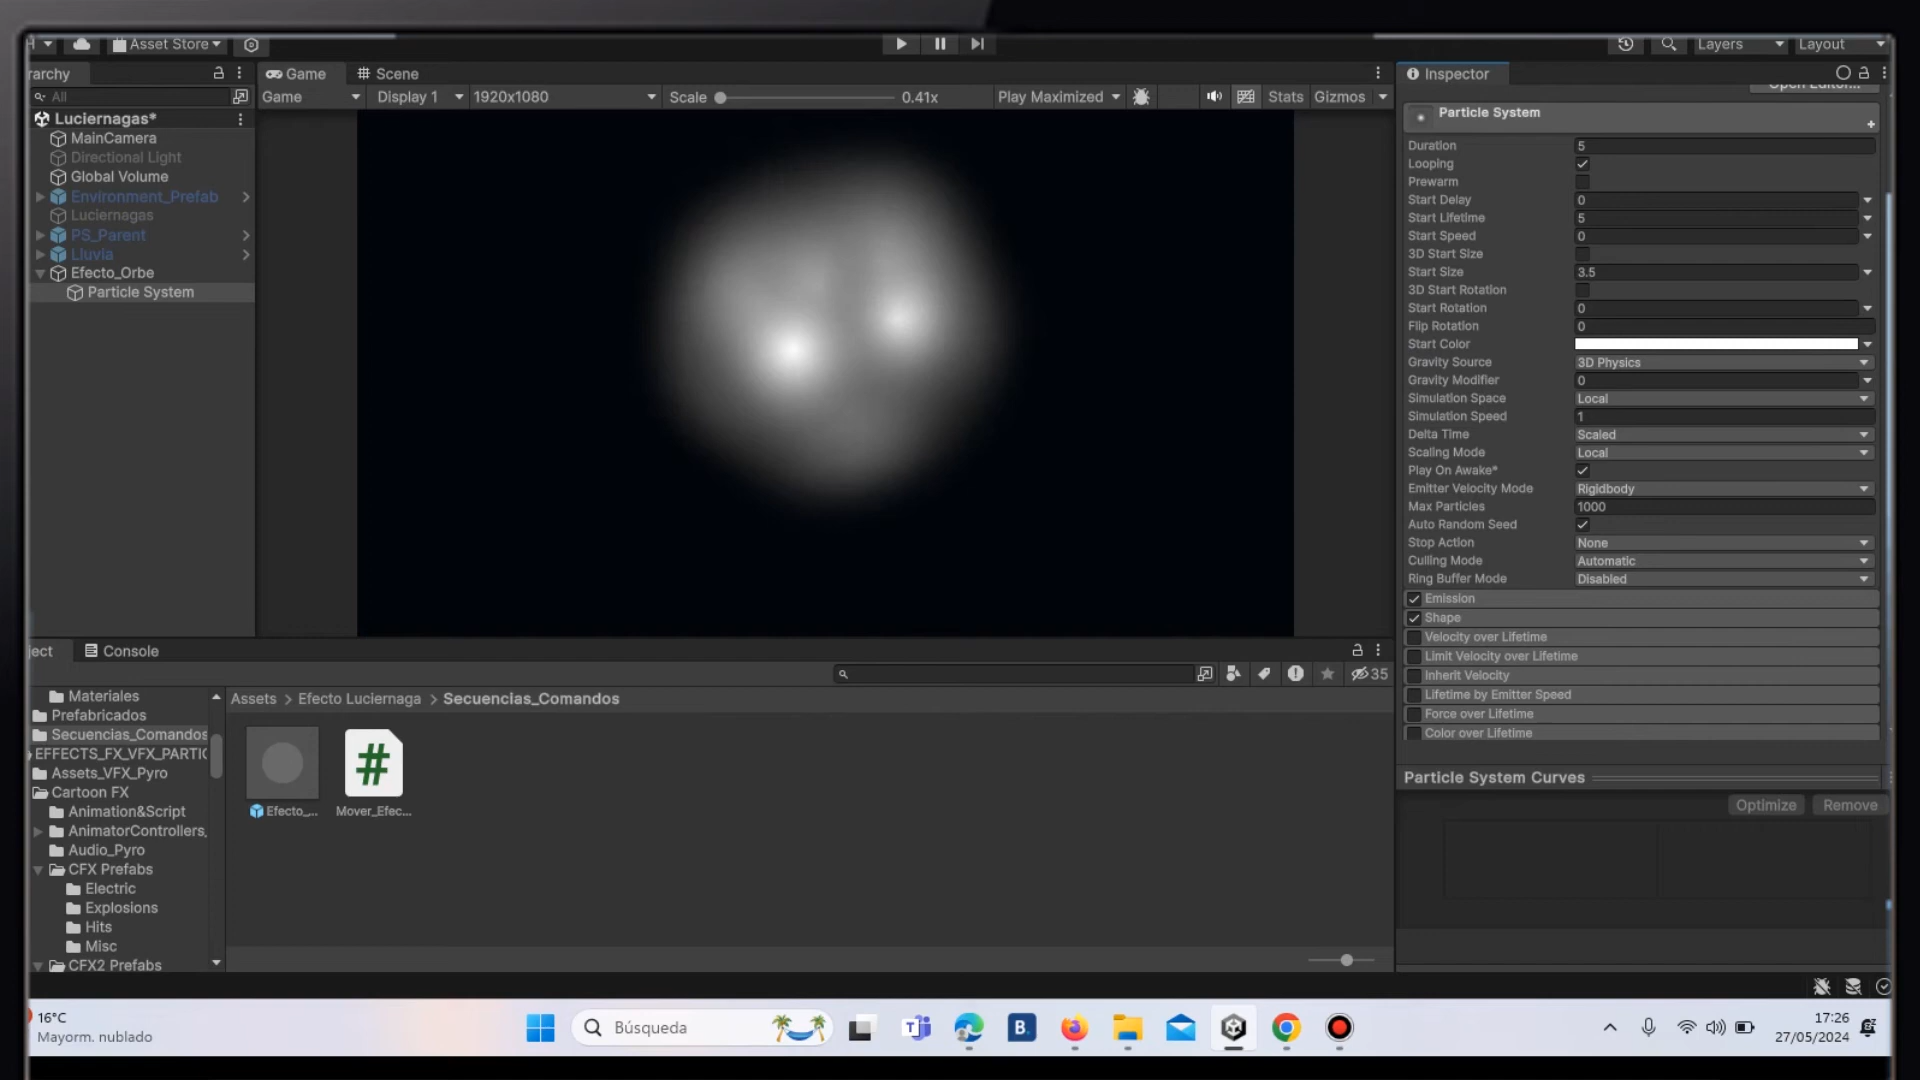 Asset Store
Layers
Layout
rarchy
All
Luciernagas*
MainCamera
Directional Light
Global Volume
Environment_Prefab
Luciernagas
PS_Parent
Lluvia
Efecto_Orbe
Particle System
Game
Scene
Game
Display 1
1920x1080
Scale
0.41x
Play Maximized
Stats
Gizmos
Inspector
Open Editor...
Particle System
Duration 5
Looping
Prewarm
Start Delay 0
Start Lifetime 5
Start Speed 0
3D Start Size
Start Size 3.5
3D Start Rotation
Start Rotation 0
Flip Rotation 0
Start Color
Gravity Source 3D Physics
Gravity Modifier 0
Simulation Space Local
Simulation Speed 1
Delta Time Scaled
Scaling Mode Local
Play On Awake*
Emitter Velocity Mode Rigidbody
Max Particles 1000
Auto Random Seed
Stop Action None
Culling Mode Automatic
Ring Buffer Mode Disabled
Emission
Shape
Velocity over Lifetime
Limit Velocity over Lifetime
Inherit Velocity
Lifetime by Emitter Speed
Force over Lifetime
Color over Lifetime
Particle System Curves
Optimize
Remove
ject
Console
35
Materiales
Prefabricados
Secuencias_Comandos
EFFECTS_FX_VFX_PARTIC
Assets_VFX_Pyro
Cartoon FX
Animation&Script
AnimatorControllers,
Audio_Pyro
CFX Prefabs
Electric
Explosions
Hits
Misc
CFX2 Prefabs
Assets > Efecto Luciernaga > Secuencias_Comandos
Efecto_...
Mover_Efec...
16°C
Mayorm. nublado
Búsqueda
B.
17:26
27/05/2024